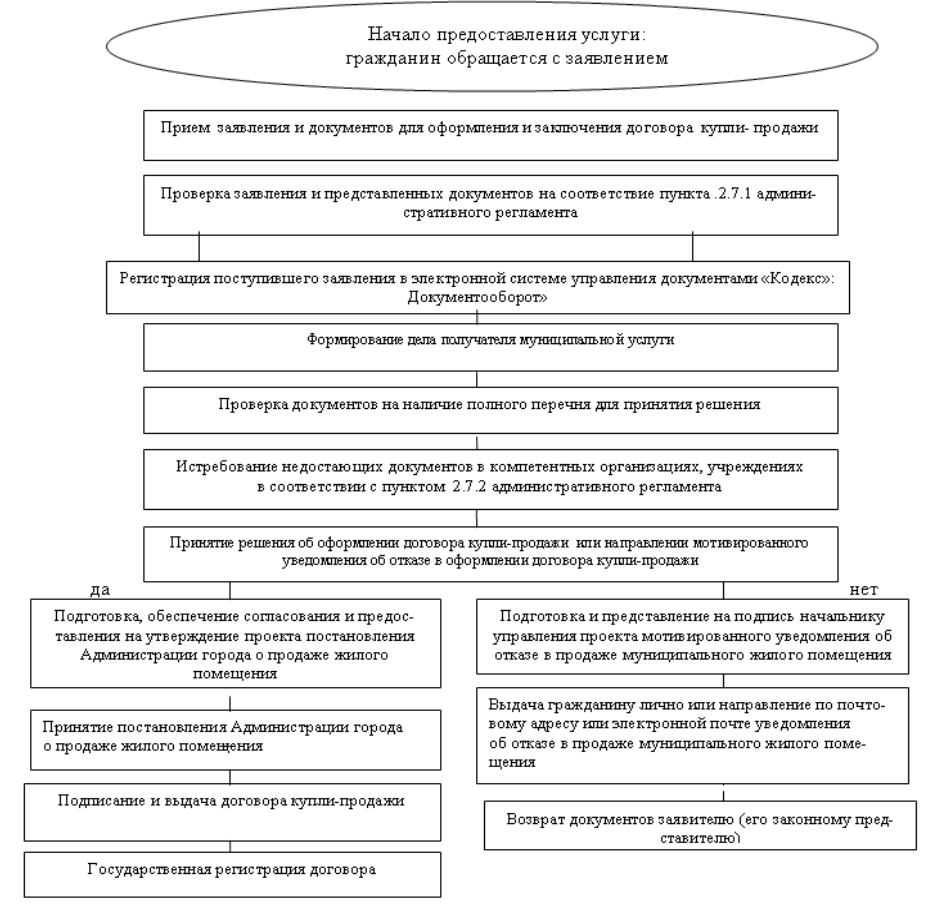 Начало предоставления услуги:
гражданин обращается с заявлением
Прием заявления и документов для оформления и заключения договора купли- продажи
Проверка заявления и представленных документов на соответствие пункта .2.7.1 админи-
стративного регламента
Регистрация поступившего заявления в электронной системе управления документами «Кодекс»:
Документооборот»
Формирование дела получателя муниципальной услуги
Проверка документов на наличие полного перечня для принятия решения
Истребование недостающих документов в компетентных организациях, учреждениях
в соответствии с пунктом 2.7.2 административного регламента
Принятие решения об оформлении договора купли-продажи или направлении мотивированного
уведомления об отказе в оформлении договора купли-продажи
да
Подготовка, обеспечение согласования и предос-
тавления на утверждение проекта постановления
Администрации города о продаже жилого
помещения
Принятие постановления Администрации города
о продаже жилого помещения
Подписание и выдача договора купли-продажи
Государственная регистрация договора
нет
Подготовка и представление на подпись начальнику
управления проекта мотивированного уведомления об
отказе в продаже муниципального жилого помещения
Выдача гражданину лично или направление по почто-
вому адресу или электронной почте уведомления
об отказе в продаже муниципального жилого поме-
щения
Возврат документов заявителю (его законному пред-
ставителю)